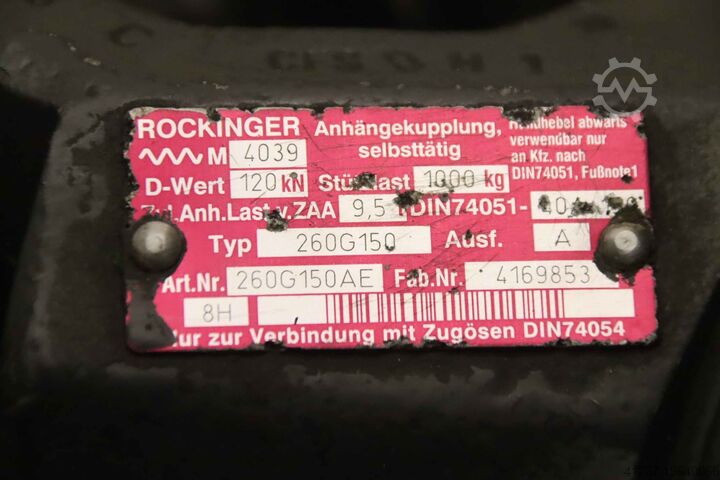 ROCKINGER
Anhängekupplung, selbsttätig
abwärts
verwendbar nur
an Kfz. nach
DIN74051, Fußnote1
M 4039
D-Wert 120 kN Stützlast 1000 kg
Zul.Anh.Last v.ZAA 9,5 t DIN74051-
Typ 260G150 Ausf. A
Art.Nr. 260G150AE Fab.Nr. 4169853
8H
Nur zur Verbindung mit Zugösen DIN74054